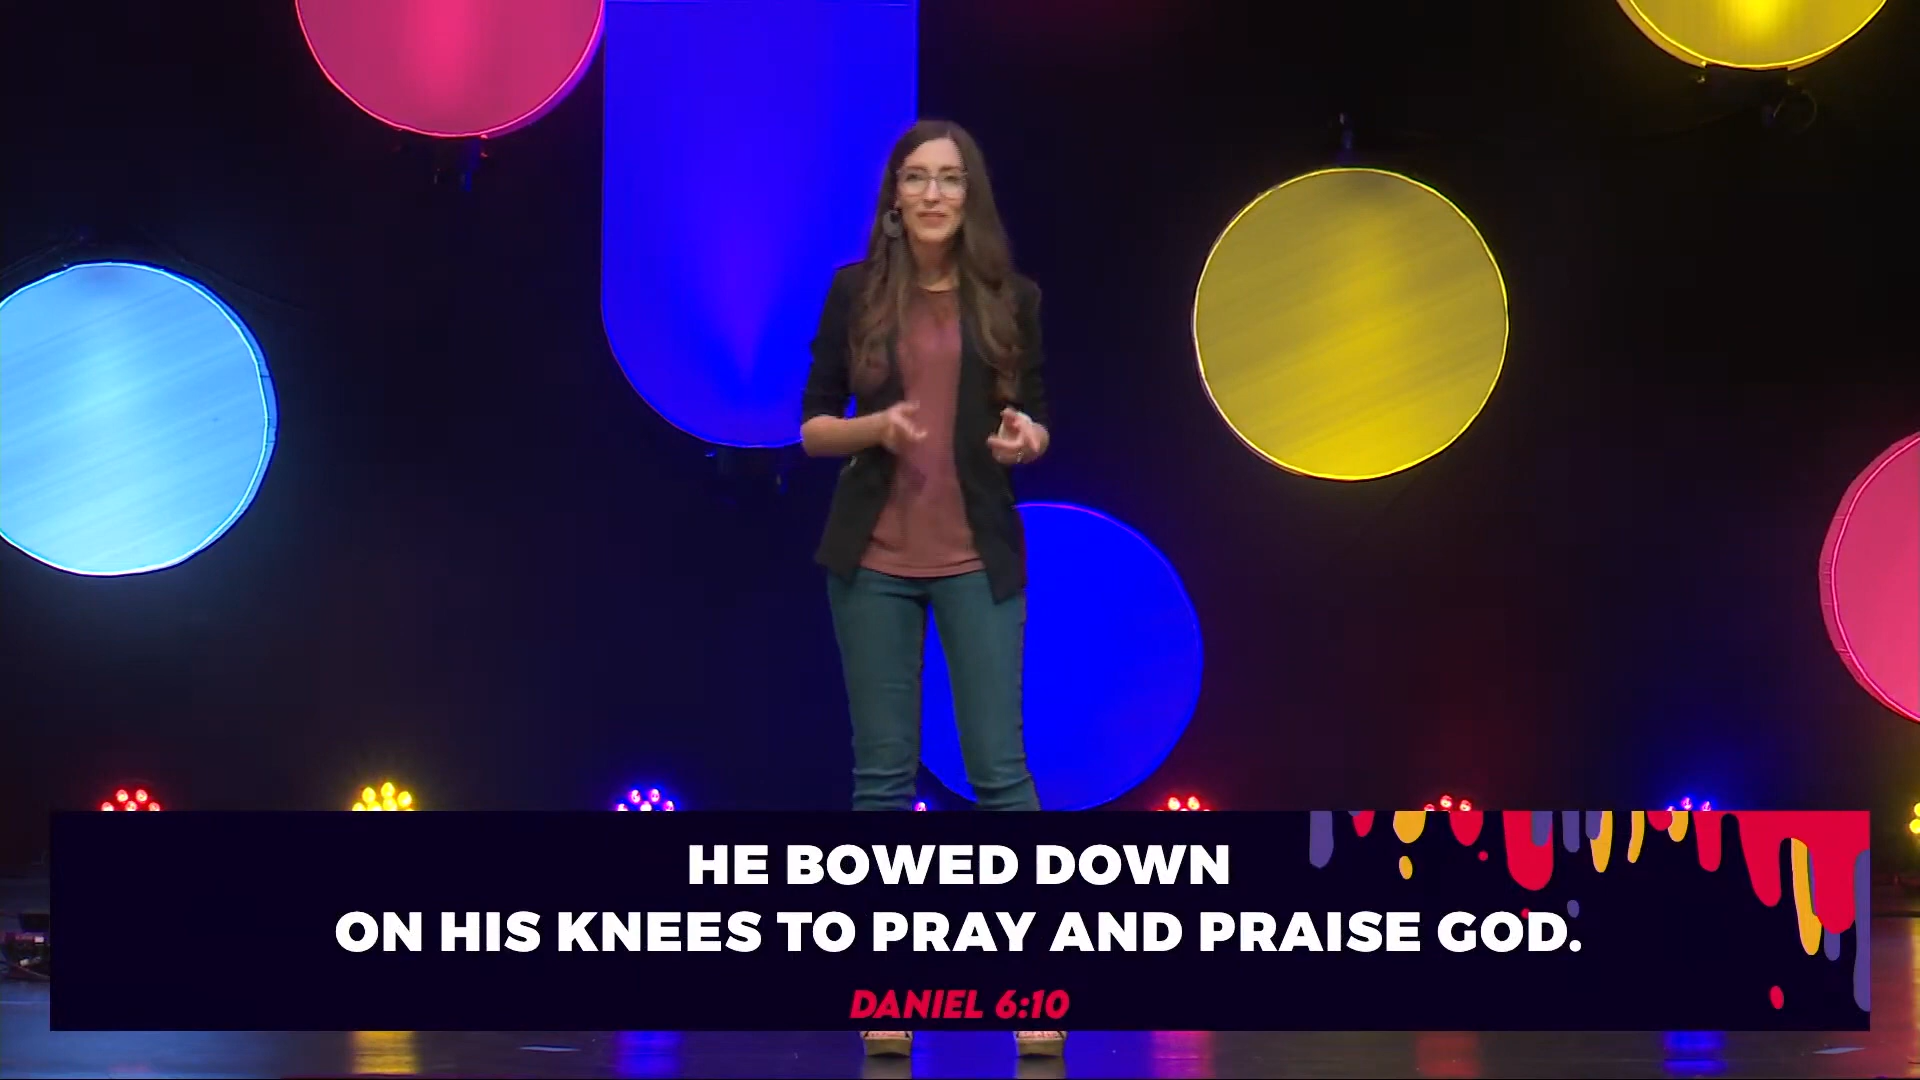 HE BOWED DOWN
ON HIS KNEES TO PRAY AND PRAISE GOD.
DANIEL 6:10